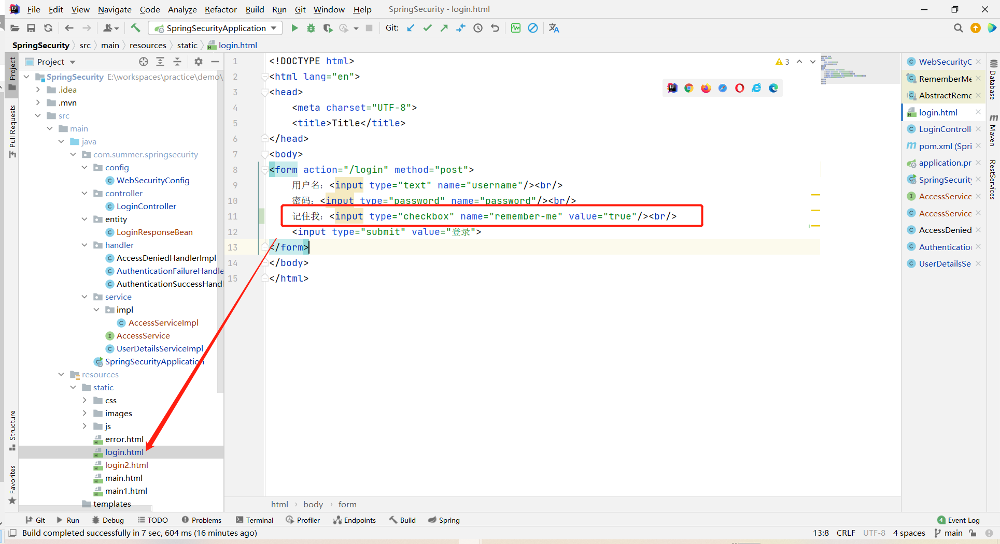 File Edit View Navigate Code Analyze Refactor Build Run Git Window Help SpringSecurity - login.html
SpringSecurityApplication Git:
SpringSecurity src main resources static login.html
Project
SpringSecurity E:\workspaces\practice\demo\
.idea
.mvn
src
main
java
com.summer.springsecurity
config
WebSecurityConfig
controller
LoginController
entity
LoginResponseBean
handler
AccessDeniedHandlerImpl
AuthenticationFailureHandle
AuthenticationSuccessHandl
service
impl
AccessServiceImpl
AccessService
UserDetailsServiceImpl
SpringSecurityApplication
resources
static
css
images
js
error.html
login.html
login2.html
main.html
main1.html
templates
Project
Pull Requests
Structure
Favorites
1 <!DOCTYPE html>
2 <html lang="en">
3 <head>
4 <meta charset="UTF-8">
5 <title>Title</title>
6 </head>
7 <body>
8 <form action="/login" method="post">
9 用户名：<input type="text" name="username"/><br/>
10 密码：<input type="password" name="password"/><br/>
11 记住我：<input type="checkbox" name="remember-me" value="true"/><br/>
12 <input type="submit" value="登录">
13 </form>
14 </body>
15 </html>
3
html body form
WebSecurityC
RememberMe
AbstractReme
login.html
LoginControll
pom.xml (Spri
application.pr
SpringSecurity
AccessService
AccessService
AccessDenied
Authentication
UserDetailsSe
Database
Maven
RestServices
Git Run Debug TODO Problems Terminal Profiler Endpoints Build Spring 4 Event Log
Build completed successfully in 7 sec, 604 ms (16 minutes ago) 13:8 CRLF UTF-8 4 spaces main